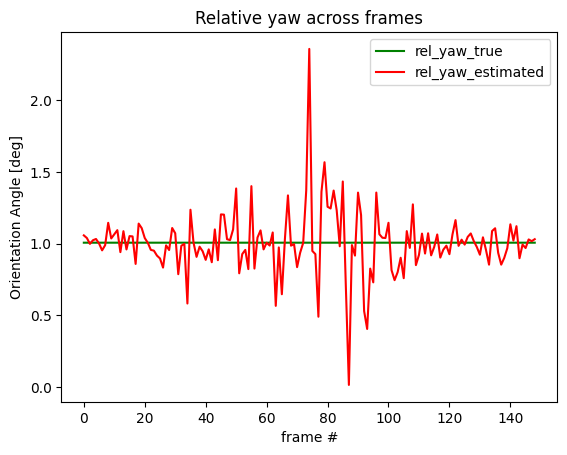 Relative yaw across frames
rel_yaw_true
rel_yaw_estimated
Orientation Angle [deg]
2.0
1.5
1.0
0.5
0.0
0 20 40 60 80 100 120 140
frame #